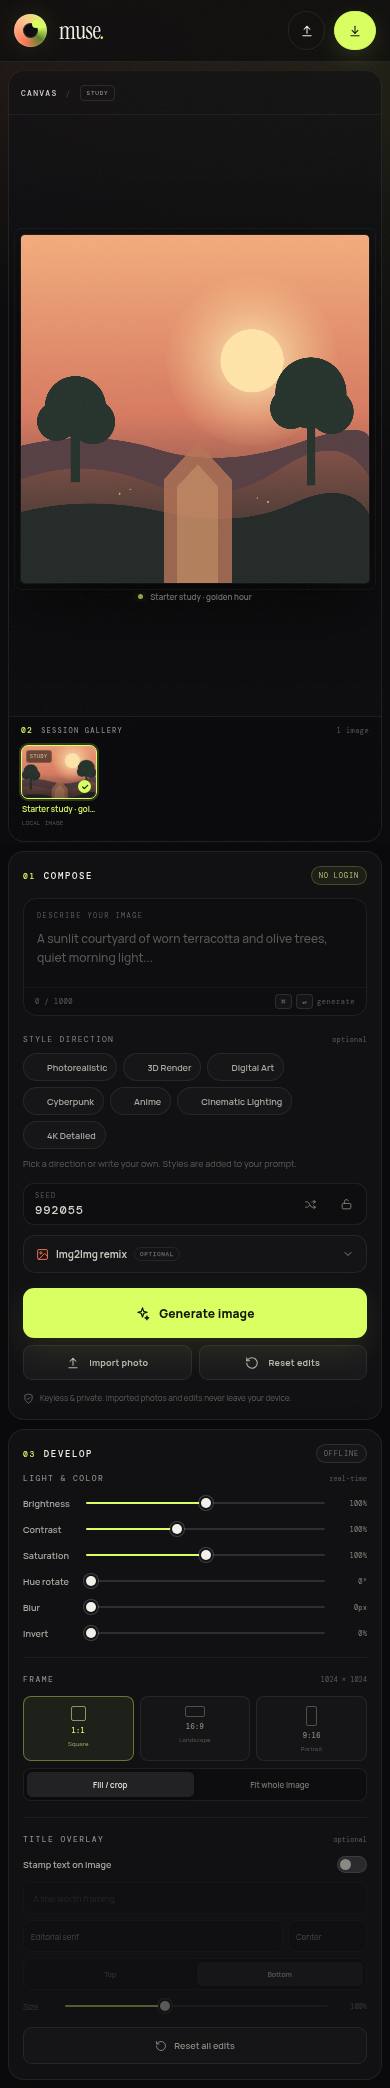 muse.
CANVAS / STUDY
Starter study · golden hour
02 SESSION GALLERY 1 image
STUDY
Starter study · gol...
LOCAL IMAGE
01 COMPOSE NO LOGIN
DESCRIBE YOUR IMAGE
A sunlit courtyard of worn terracotta and olive trees,
quiet morning light...
0 / 1000 ⌘ ↵ generate
STYLE DIRECTION optional
Photorealistic 3D Render Digital Art
Cyberpunk Anime Cinematic Lighting
4K Detailed
Pick a direction or write your own. Styles are added to your prompt.
SEED
992055
Img2Img remix OPTIONAL
Generate image
Import photo Reset edits
Keyless & private. Imported photos and edits never leave your device.
03 DEVELOP OFFLINE
LIGHT & COLOR real-time
Brightness 100%
Contrast 100%
Saturation 100%
Hue rotate 0°
Blur 0px
Invert 0%
FRAME 1024 × 1024
1:1 16:9 9:16
Square Landscape Portrait
Fill / crop Fit whole image
TITLE OVERLAY optional
Stamp text on image
A line worth framing
Editorial serif Center
Top Bottom
Size 100%
Reset all edits